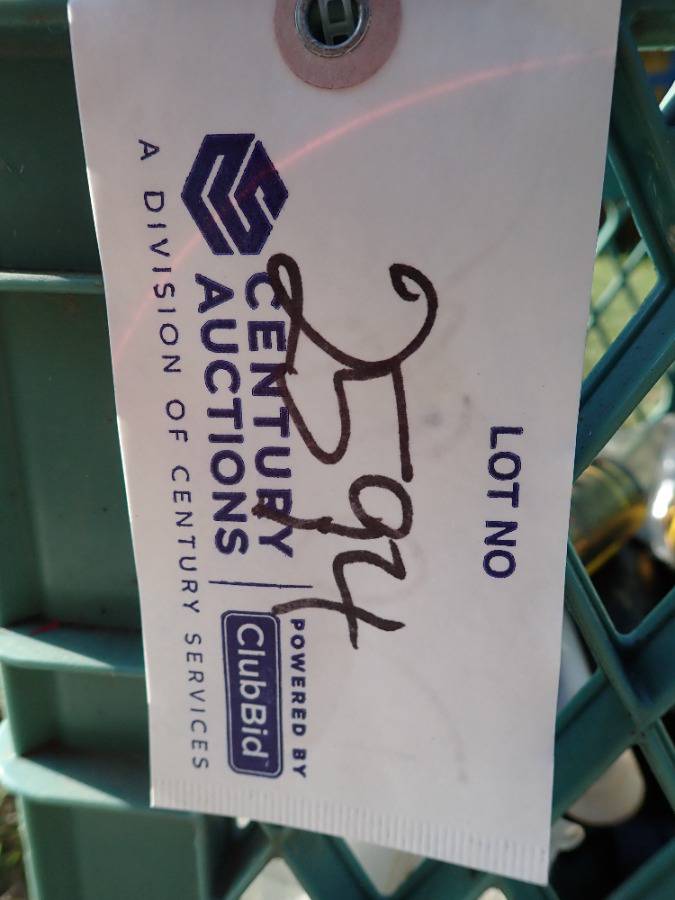 LOT NO
2594
CENTURY
AUCTIONS
POWERED BY
ClubBid
A DIVISION OF CENTURY SERVICES